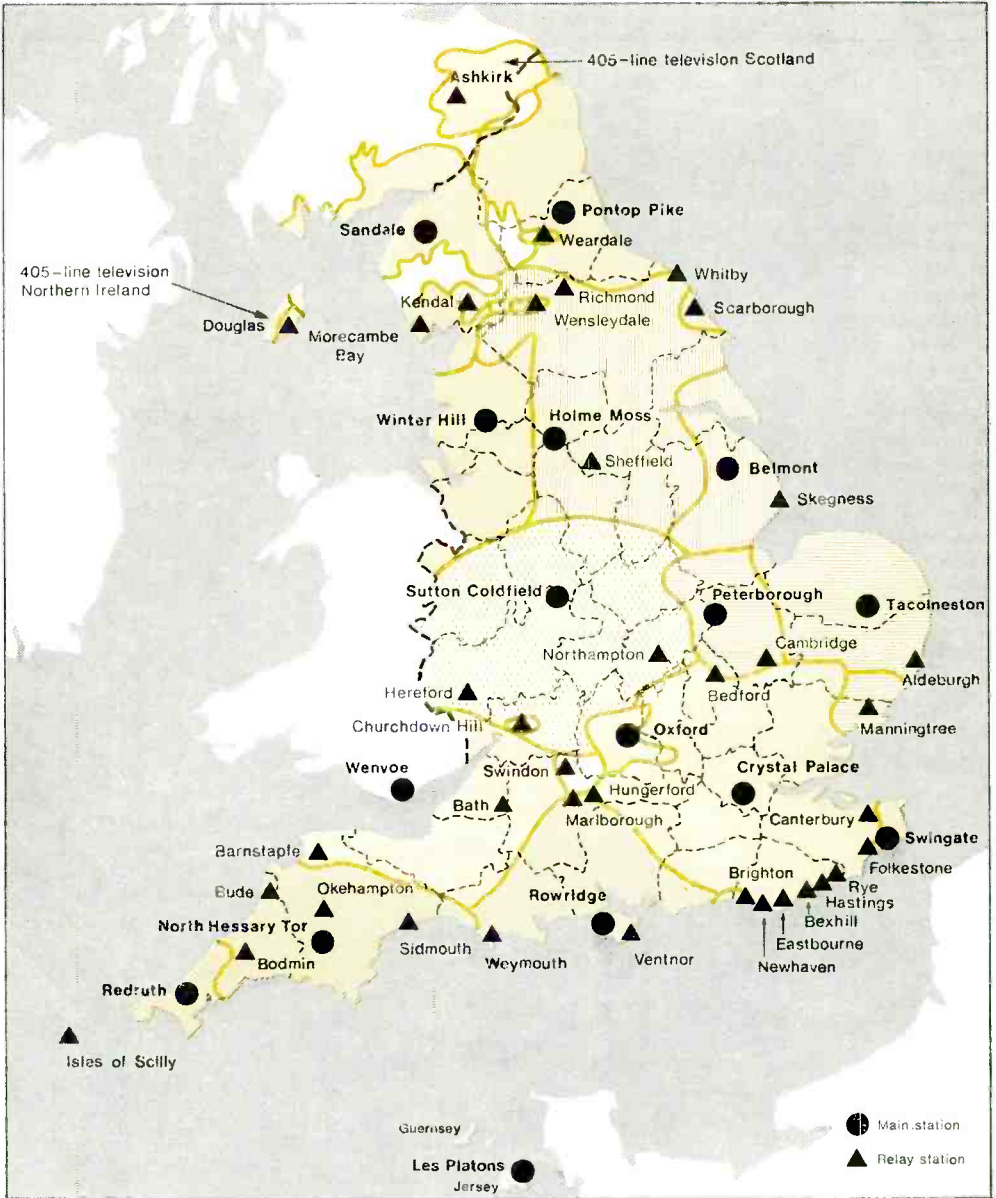 405-line television Scotland
Ashkirk
Pontop Pike
Sandale
Weardale
405-line television
Northern Ireland
Whitby
Kendal
Richmond
Scarborough
Douglas
Morecambe
Bay
Wensleydale
Winter Hill
Holme Moss
Sheffield
Belmont
Skegness
Sutton Coldfield
Peterborough
Tacolneston
Northampton
Cambridge
Hereford
Bedford
Aldeburgh
Churchdown Hill
Oxford
Manningtree
Wenvoe
Swindon
Crystal Palace
Bath
Hungerford
Marlborough
Canterbury
Swingate
Barnstaple
Folkestone
Bude
Okehampton
Rowridge
Brighton
Rye
Hastings
Bexhill
North Hessary Tor
Sidmouth
Eastbourne
Bodmin
Weymouth
Ventnor
Newhaven
Redruth
Isles of Scilly
Guernsey
Main station
Les Platons
Jersey
Relay station